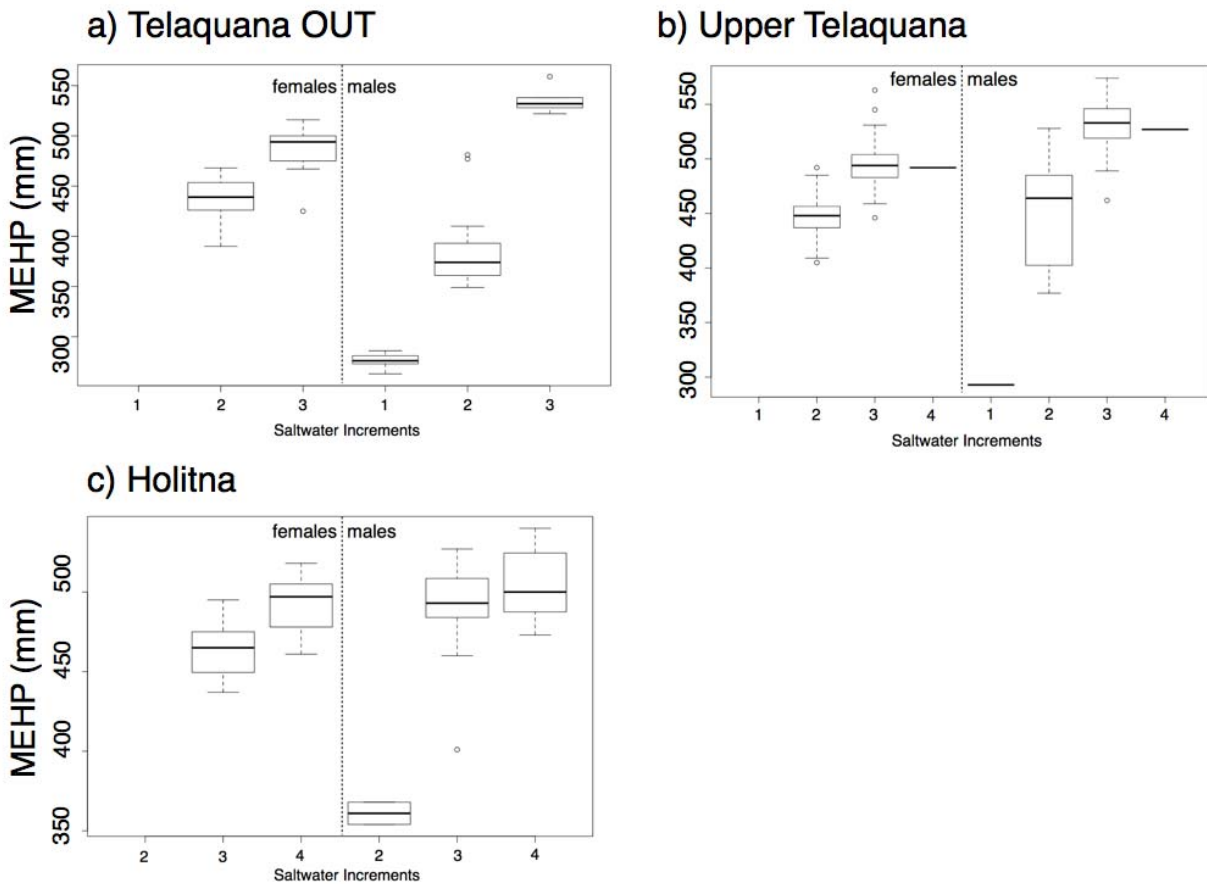 a) Telaquana OUT
females males
MEHP (mm)
550
500
450
400
350
300
1 2 3 1 2 3
Saltwater Increments
b) Upper Telaquana
females males
550
500
450
400
350
300
1 2 3 4 1 2 3 4
Saltwater Increments
c) Holitna
females males
MEHP (mm)
500
450
400
350
2 3 4 2 3 4
Saltwater Increments